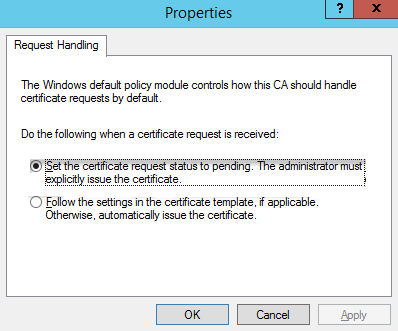 Properties
?
x
Request Handling
The Windows default policy module controls how this CA should handle
certificate requests by default.
Do the following when a certificate request is received:
Set the certificate request status to pending. The administrator must
explicitly issue the certificate.
Follow the settings in the certificate template, if applicable.
Otherwise, automatically issue the certificate.
OK Cancel Apply